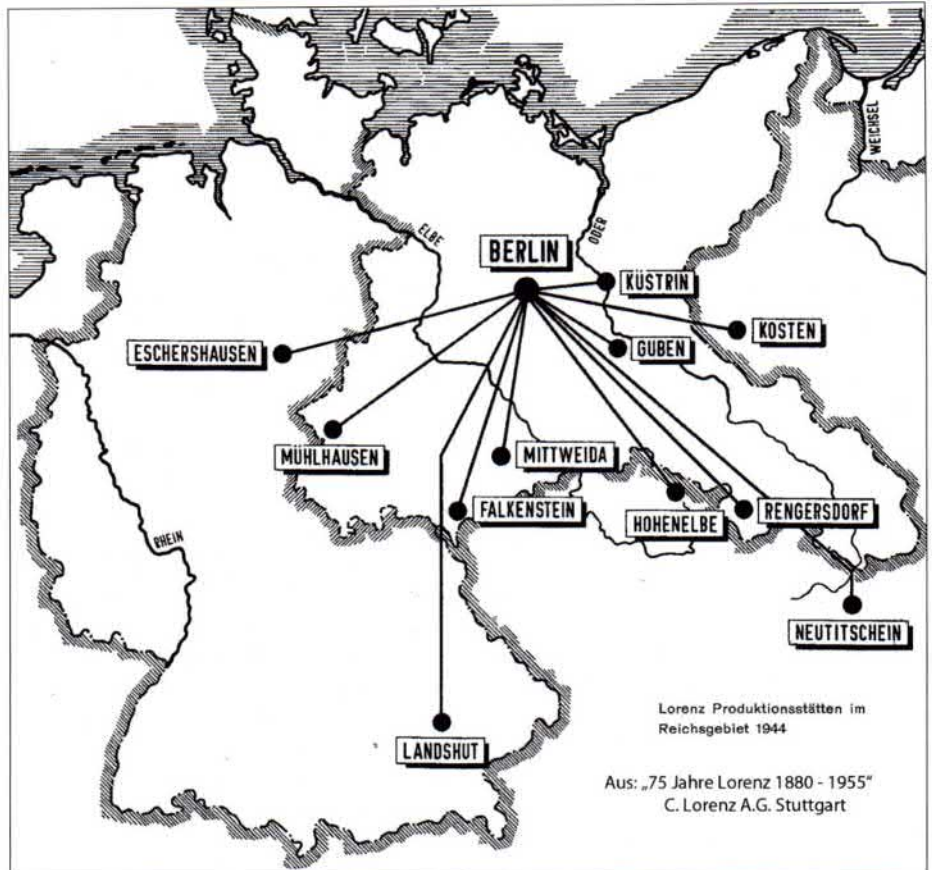 WEICHSEL
ELBE
ODER
BERLIN
KÜSTRIN
KOSTEN
ESCHERSHAUSEN
GUBEN
MÜHLHAUSEN
MITTWEIDA
FALKENSTEIN
HOHENELBE
RENGERSDORF
RHEIN
NEUTITSCHEIN
LANDSHUT
Lorenz Produktionsstätten im
Reichsgebiet 1944
Aus: „75 Jahre Lorenz 1880 - 1955"
C. Lorenz A.G. Stuttgart